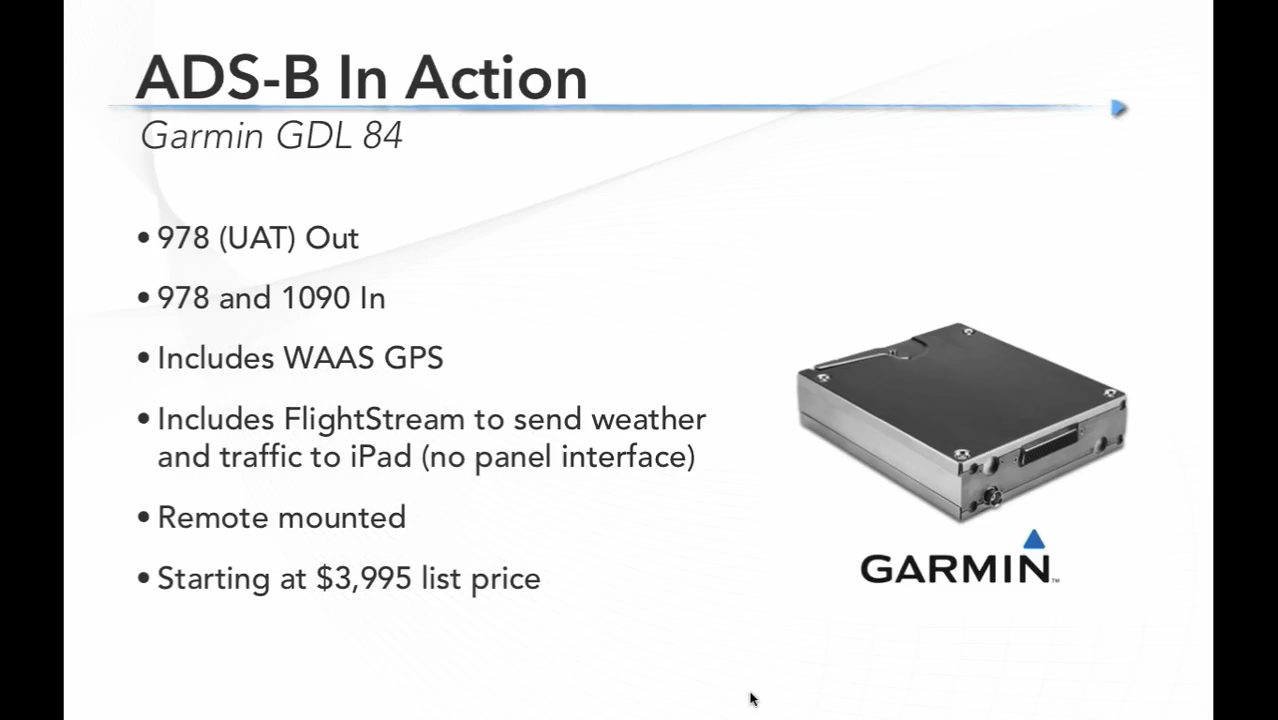 ADS-B In Action
Garmin GDL 84
•978 (UAT) Out
•978 and 1090 In
•Includes WAAS GPS
•Includes FlightStream to send weather
and traffic to iPad (no panel interface)
•Remote mounted
•Starting at $3,995 list price
GARMIN™